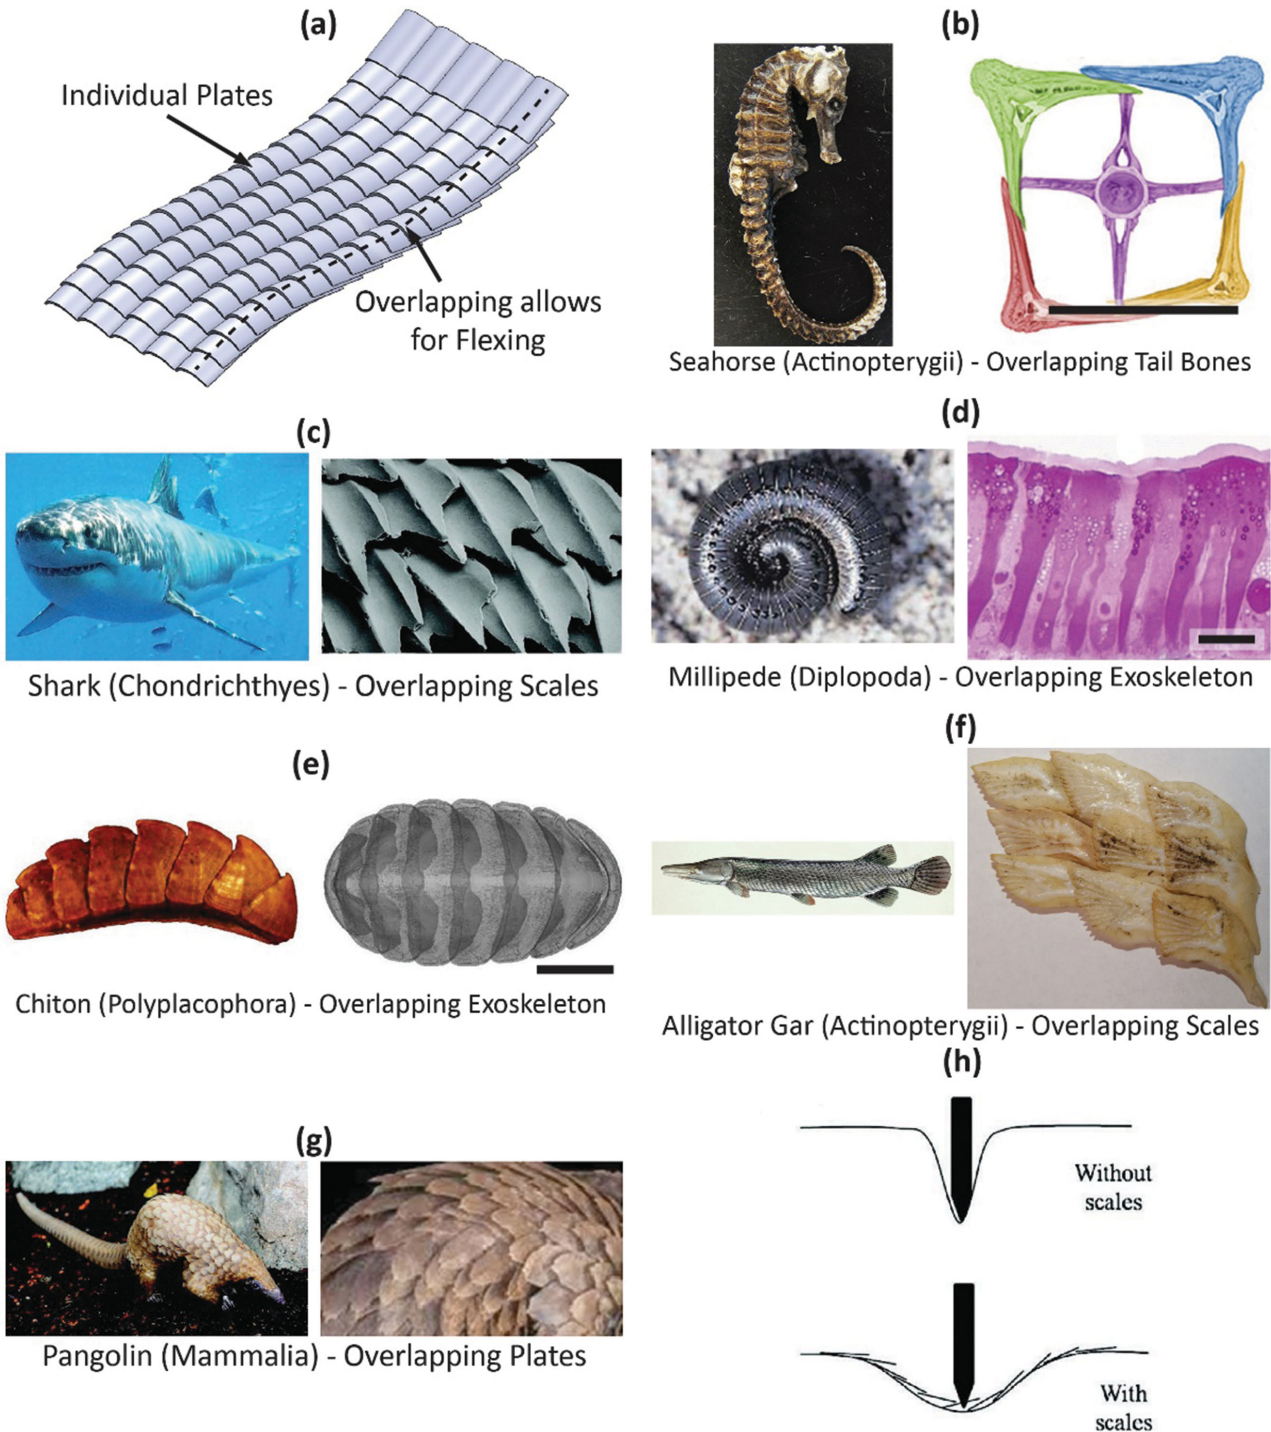 (a)
Individual Plates
Overlapping allows
for Flexing
(b)
Seahorse (Actinopterygii) - Overlapping Tail Bones
(c)
Shark (Chondrichthyes) - Overlapping Scales
(d)
Millipede (Diplopoda) - Overlapping Exoskeleton
(e)
Chiton (Polyplacophora) - Overlapping Exoskeleton
(f)
Alligator Gar (Actinopterygii) - Overlapping Scales
(g)
Pangolin (Mammalia) - Overlapping Plates
(h)
Without
scales
With
scales